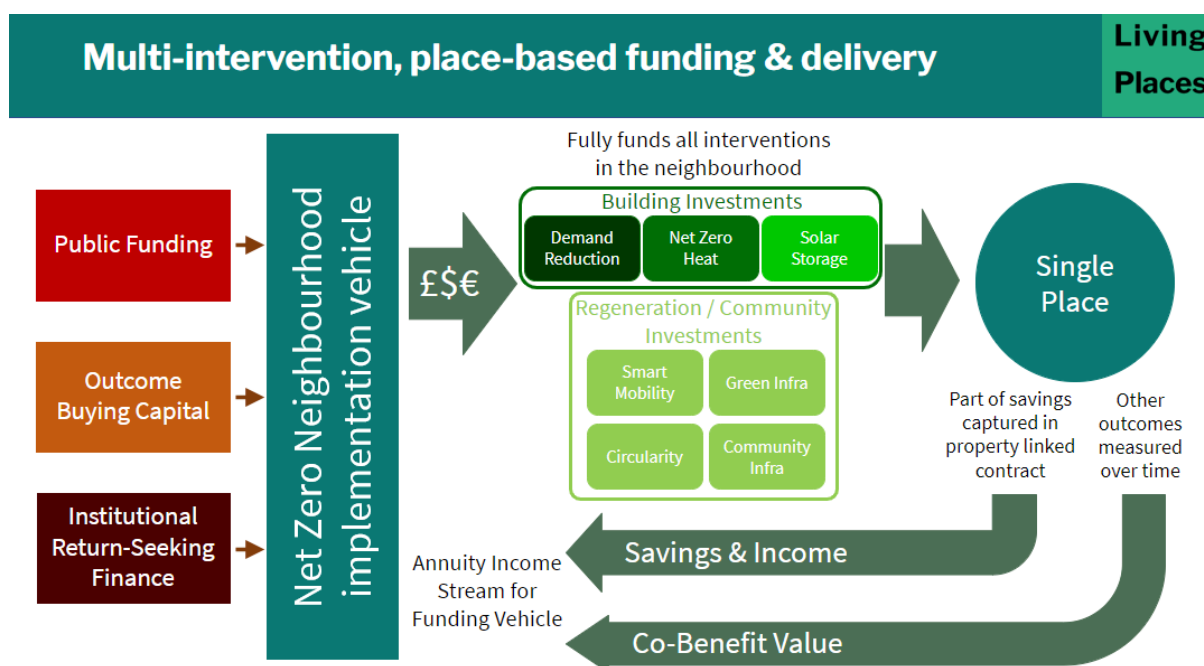 Multi-intervention, place-based funding & delivery
Living
Places
Public Funding
Outcome
Buying Capital
Institutional
Return-Seeking
Finance
Net Zero Neighbourhood
implementation vehicle
£$€
Fully funds all interventions
in the neighbourhood
Building Investments
Demand
Reduction
Net Zero
Heat
Solar
Storage
Regeneration / Community
Investments
Smart
Mobility
Green Infra
Circularity
Community
Infra
Single
Place
Part of savings
captured in
property linked
contract
Other
outcomes
measured
over time
Savings & Income
Annuity Income
Stream for
Funding Vehicle
Co-Benefit Value